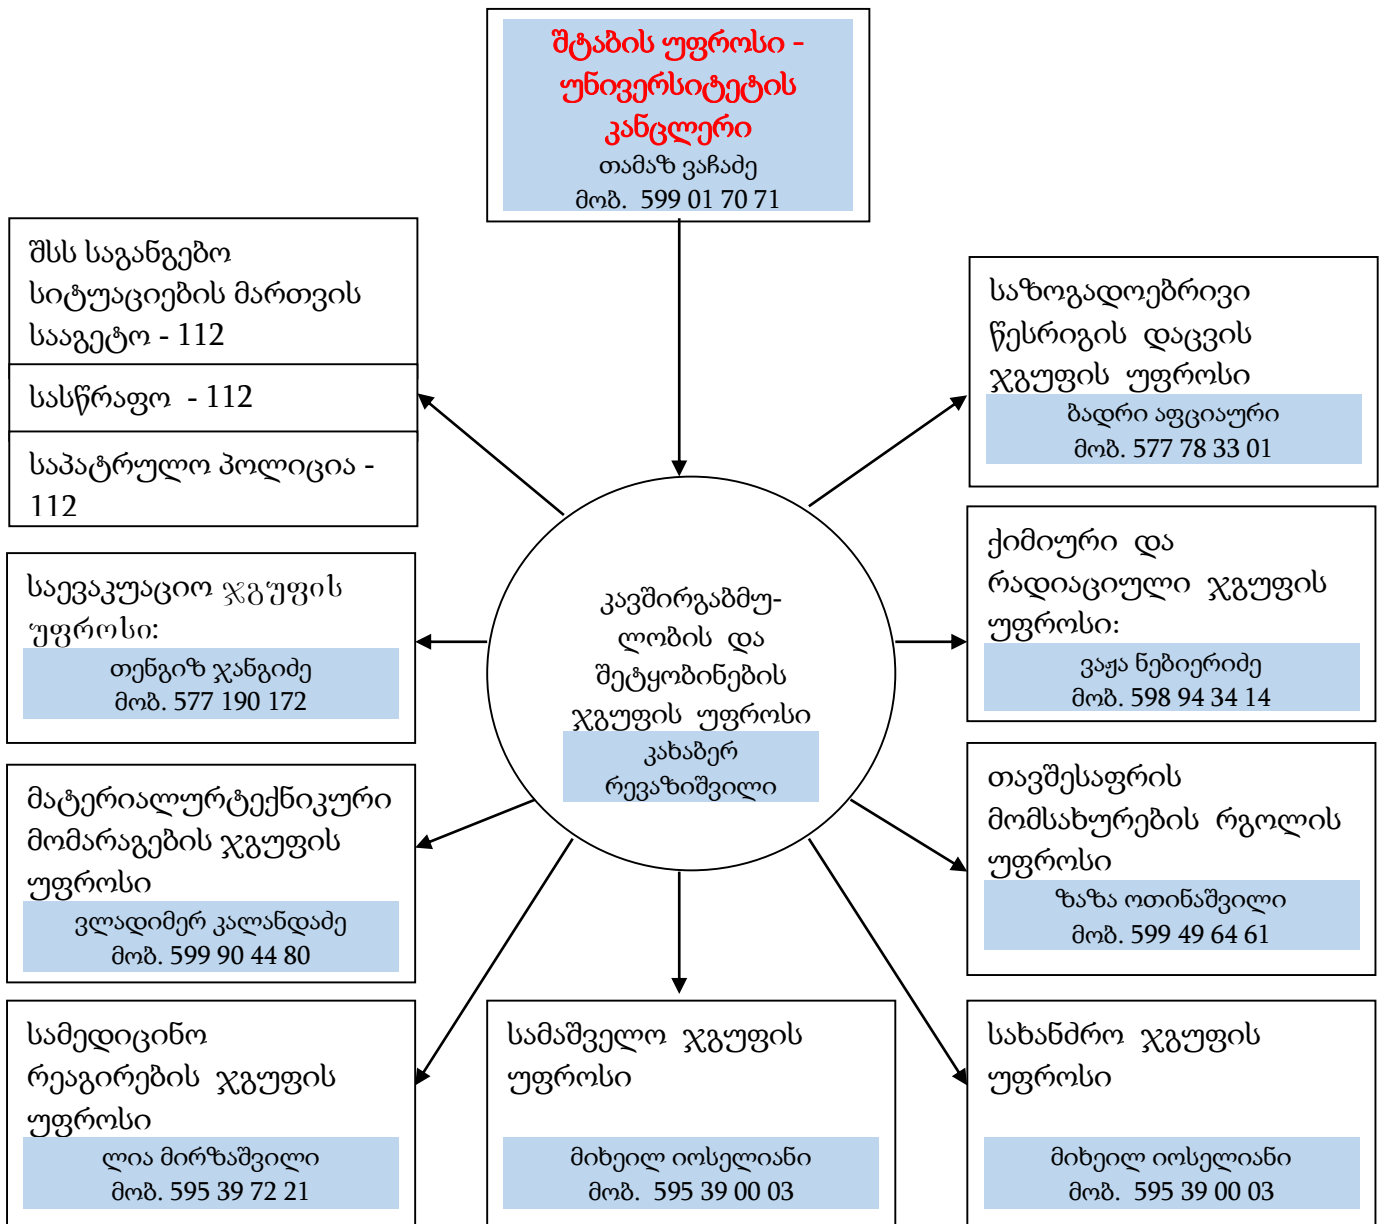 შტაბის უფროსი -
უნივერსიტეტის
კანცლერი
თამაზ ვაჩაძე
მობ. 599 01 70 71
შსს საგანგებო
სიტუაციების მართვის
სააგეტო - 112
სასწრაფო - 112
საპატრულო პოლიცია -
112
საზოგადოებრივი
წესრიგის დაცვის
ჯგუფის უფროსი
ბადრი აფციაური
მობ. 577 78 33 01
საევაკუაციო ჯგუფის
უფროსი:
თენგიზ ჯანგიძე
მობ. 577 190 172
კავშირგაბმუ-
ლობის და
შეტყობინების
ჯგუფის უფროსი
კახაბერ
რევაზიშვილი
ქიმიური და
რადიაციული ჯგუფის
უფროსი:
ვაჟა ნებიერიძე
მობ. 598 94 34 14
მატერიალურტექნიკური
მომარაგების ჯგუფის
უფროსი
ვლადიმერ კალანდაძე
მობ. 599 90 44 80
თავშესაფრის
მომსახურების რგოლის
უფროსი
ზაზა ოთინაშვილი
მობ. 599 49 64 61
სამედიცინო
რეაგირების ჯგუფის
უფროსი
ლია მირზაშვილი
მობ. 595 39 72 21
სამაშველო ჯგუფის
უფროსი
მიხეილ იოსელიანი
მობ. 595 39 00 03
სახანძრო ჯგუფის
უფროსი
მიხეილ იოსელიანი
მობ. 595 39 00 03